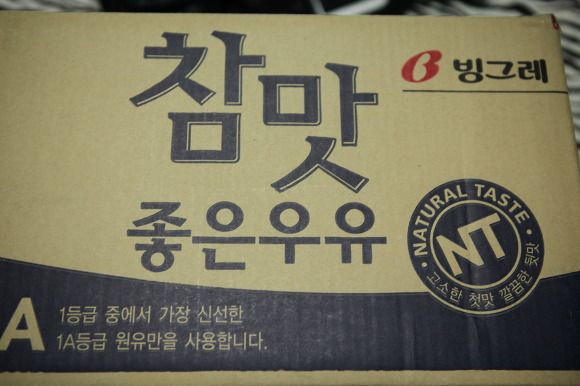 참맛
빙그레
좋은우유
NATURAL TASTE
NT
고소한 첫맛 깔끔한 뒷맛
A
1등급 중에서 가장 신선한
1A등급 원유만을 사용합니다.